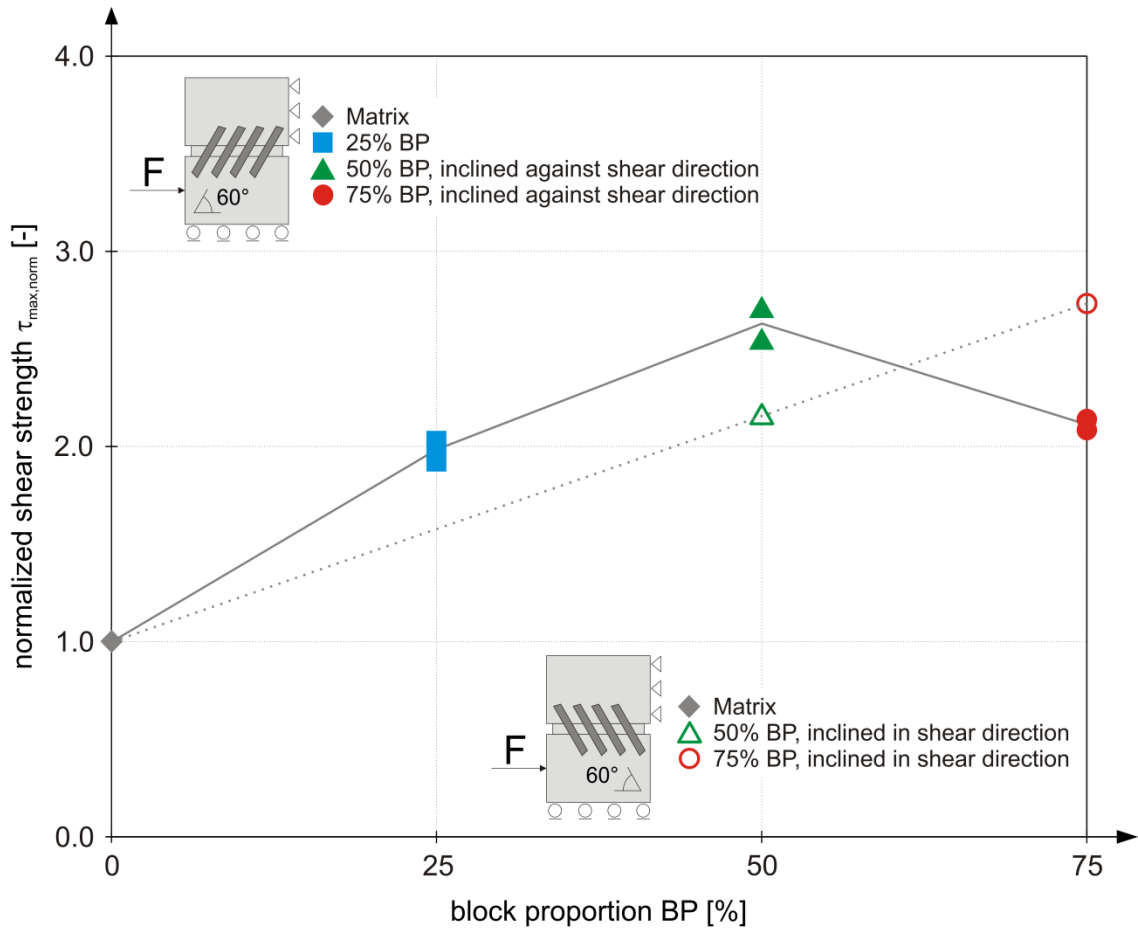 4.0
3.0
2.0
1.0
0.0
0
25
50
75
normalized shear strength τmax,norm [-]
block proportion BP [%]
F
60°
Matrix
25% BP
50% BP, inclined against shear direction
75% BP, inclined against shear direction
F
60°
Matrix
50% BP, inclined in shear direction
75% BP, inclined in shear direction